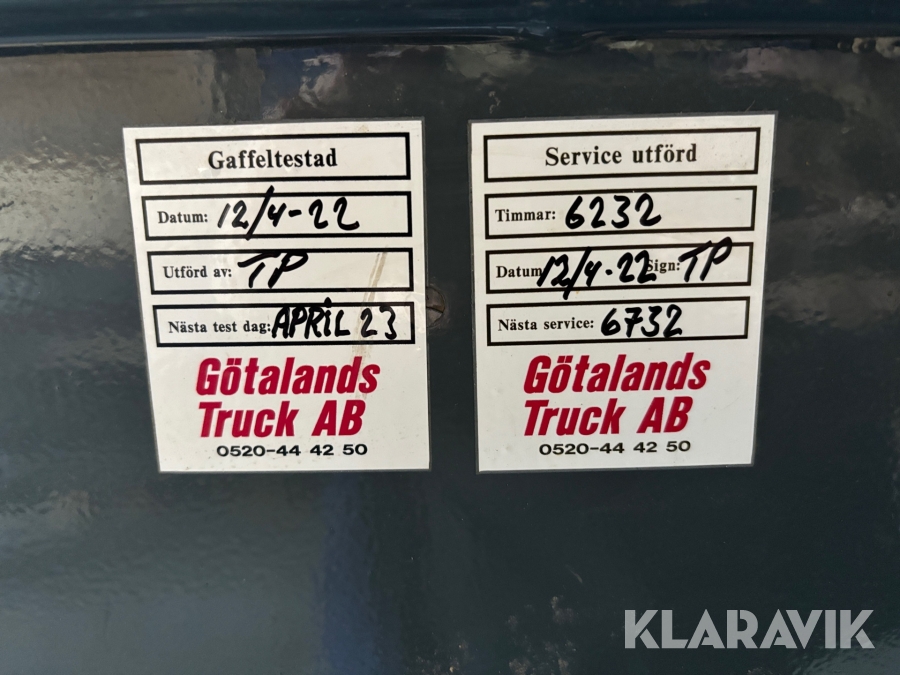 Gaffeltestad
Datum: 12/4-22
Utförd av: TP
Nästa test dag: APRIL 23
Götalands
Truck AB
0520-44 42 50
Service utförd
Timmar: 6232
Datum 12/4-22 Sign: TP
Nästa service: 6732
Götalands
Truck AB
0520-44 42 50
KLARAVIK